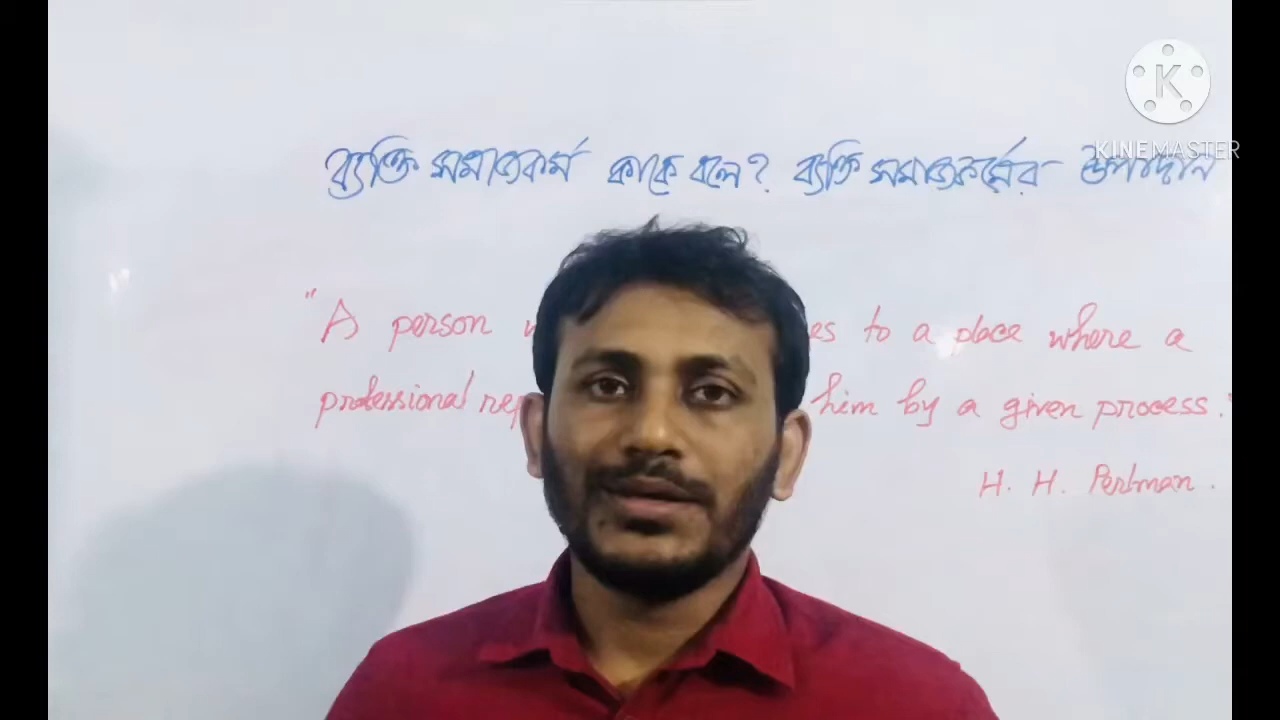 ব্যক্তি সমাজকর্ম কাকে বলে? ব্যক্তি সমাজকর্মের উপাদান
KINEMASTER
"A person to a place where a
professional him by a given process."
H. H. Perlman.